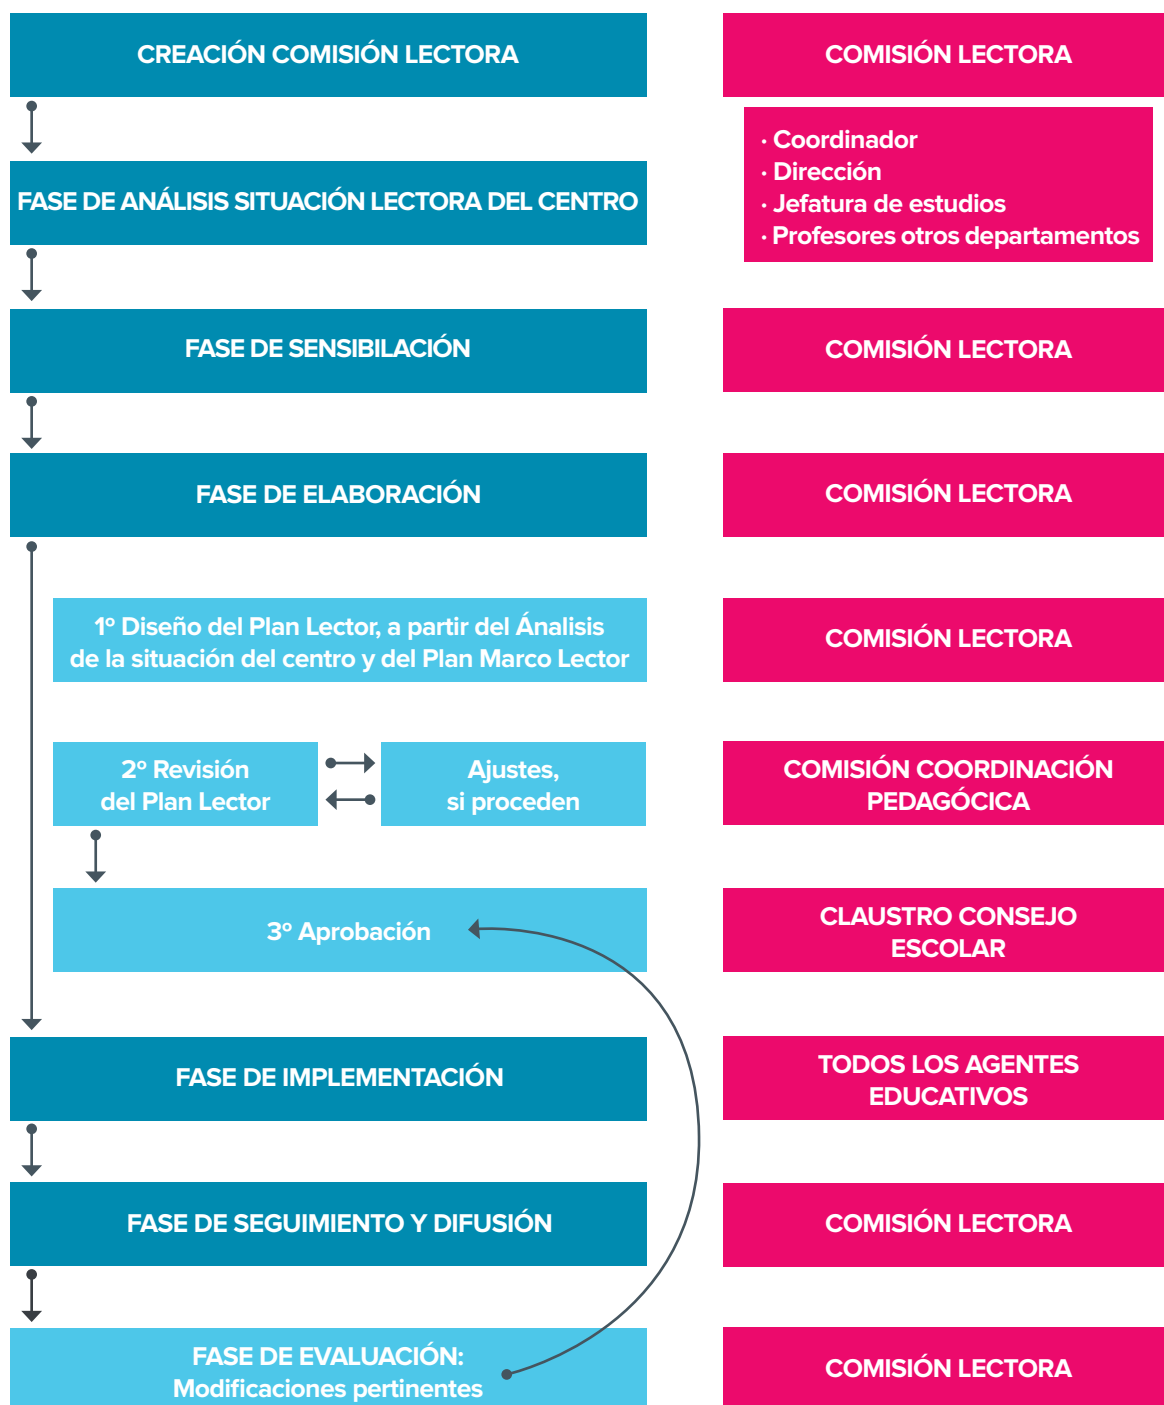 CREACIÓN COMISIÓN LECTORA
COMISIÓN LECTORA
· Coordinador
· Dirección
· Jefatura de estudios
· Profesores otros departamentos
FASE DE ANÁLISIS SITUACIÓN LECTORA DEL CENTRO
FASE DE SENSIBILACIÓN
COMISIÓN LECTORA
FASE DE ELABORACIÓN
COMISIÓN LECTORA
1º Diseño del Plan Lector, a partir del Ánalisis
de la situación del centro y del Plan Marco Lector
COMISIÓN LECTORA
2º Revisión
del Plan Lector
Ajustes,
si proceden
COMISIÓN COORDINACIÓN
PEDAGÓCICA
3º Aprobación
CLAUSTRO CONSEJO
ESCOLAR
FASE DE IMPLEMENTACIÓN
TODOS LOS AGENTES
EDUCATIVOS
FASE DE SEGUIMIENTO Y DIFUSIÓN
COMISIÓN LECTORA
FASE DE EVALUACIÓN:
Modificaciones pertinentes
COMISIÓN LECTORA